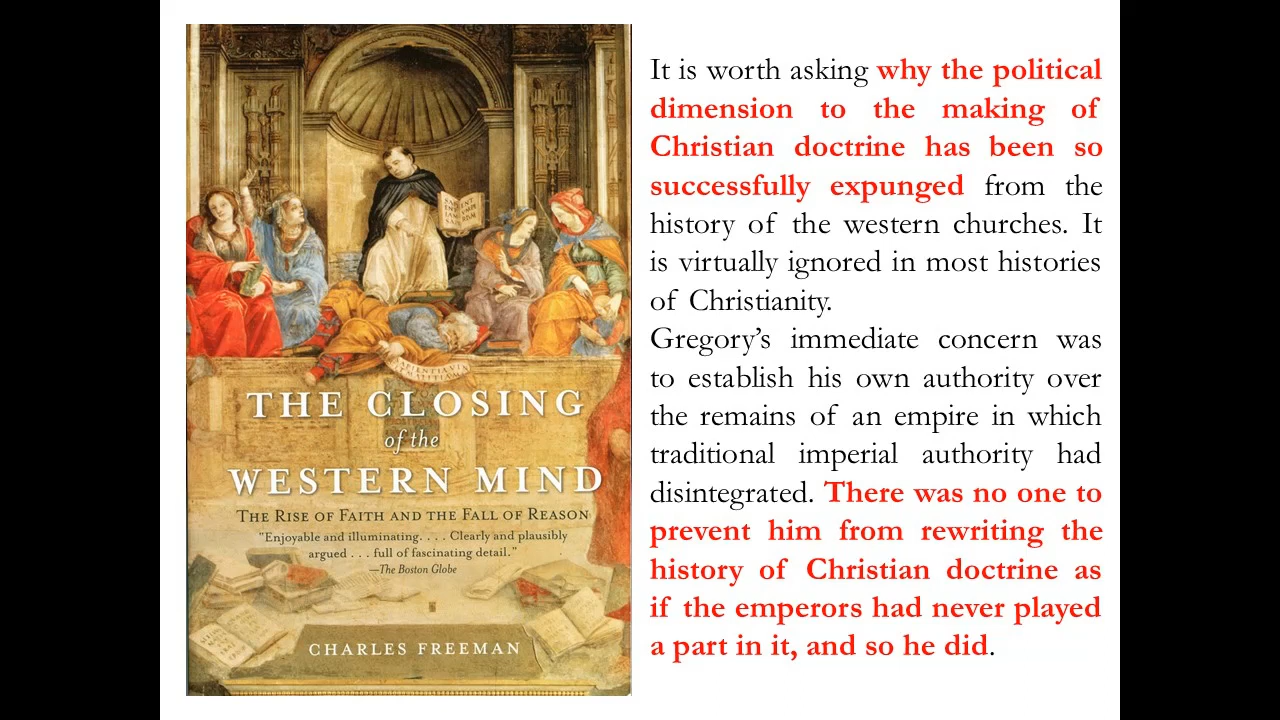 THE CLOSING
of the
WESTERN MIND
THE RISE OF FAITH AND THE FALL OF REASON
"Enjoyable and illuminating. . . . Clearly and plausibly
argued . . . full of fascinating detail."
—The Boston Globe
CHARLES FREEMAN
It is worth asking why the political
dimension to the making of
Christian doctrine has been so
successfully expunged from the
history of the western churches. It
is virtually ignored in most histories
of Christianity.
Gregory's immediate concern was
to establish his own authority over
the remains of an empire in which
traditional imperial authority had
disintegrated. There was no one to
prevent him from rewriting the
history of Christian doctrine as
if the emperors had never played
a part in it, and so he did.